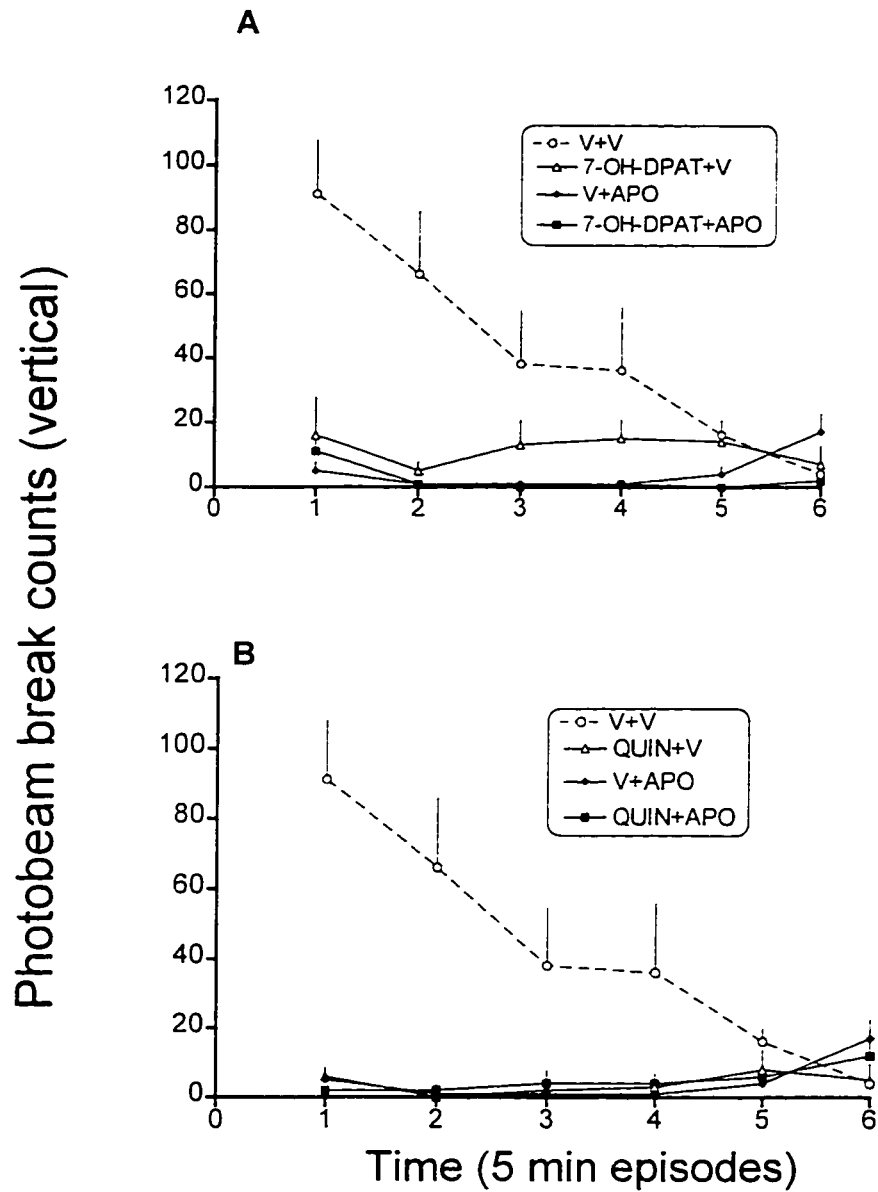 A
Photobeam break counts (vertical)
120
100
80
60
40
20
0
0 1 2 3 4 5 6
V+V
7-OH-DPAT+V
V+APO
7-OH-DPAT+APO
B
120
100
80
60
40
20
0
0 1 2 3 4 5 6
V+V
QUIN+V
V+APO
QUIN+APO
Time (5 min episodes)